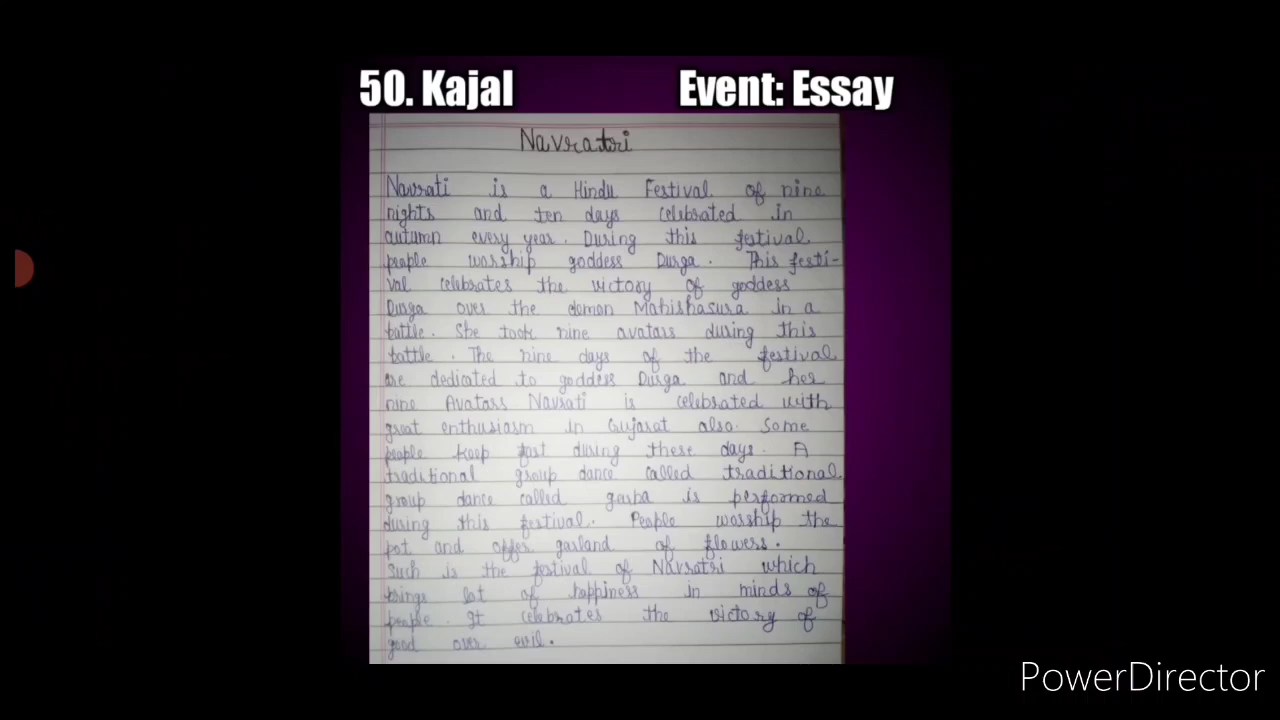 50. Kajal
Event: Essay
Navratri
Navrati is a Hindu Festival of nine
nights and ten days celebrated in
autumn every year. During this festival
people worship goddess Durga. This festi-
val celebrates the victory of goddess
Durga over the demon Mahishasura in a
battle. She took nine avatars during this
battle. The nine days of the festival
are dedicated to goddess Durga and her
nine Avatars Navrati is celebrated with
great enthusiasm in Gujarat also. Some
people keep fast during these days. A
traditional group dance called traditional
group dance called garba is performed
during this festival. People worship the
pot and offer garland of flowers.
Such is the festival of Navratri which
brings lot of happiness in minds of
people. It celebrates the victory of
good over evil.
PowerDirector